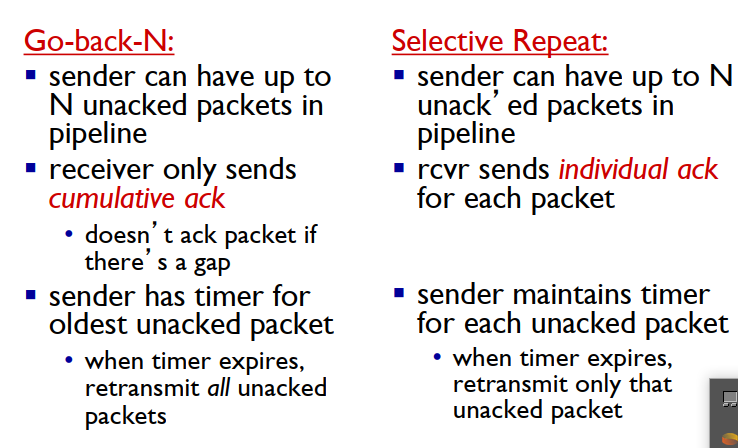 Go-back-N:
▪ sender can have up to
N unacked packets in
pipeline
▪ receiver only sends
cumulative ack
• doesn’t ack packet if
there’s a gap
▪ sender has timer for
oldest unacked packet
• when timer expires,
retransmit all unacked
packets
Selective Repeat:
▪ sender can have up to N
unack’ed packets in
pipeline
▪ rcvr sends individual ack
for each packet
▪ sender maintains timer
for each unacked packet
• when timer expires,
retransmit only that
unacked packet